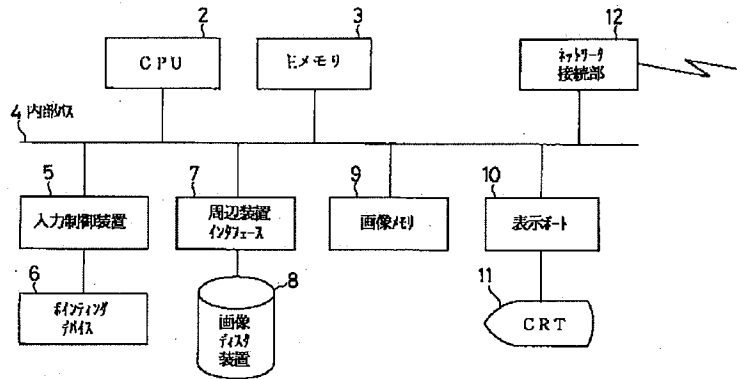 2
CPU
3
主メモリ
12
ネットワーク
接続部
4 内部バス
5
入力制御装置
7
周辺装置
インタフェース
9
画像メモリ
10
表示ポート
6
ポインティング
デバイス
8
画像
ディスク
装置
11
CRT